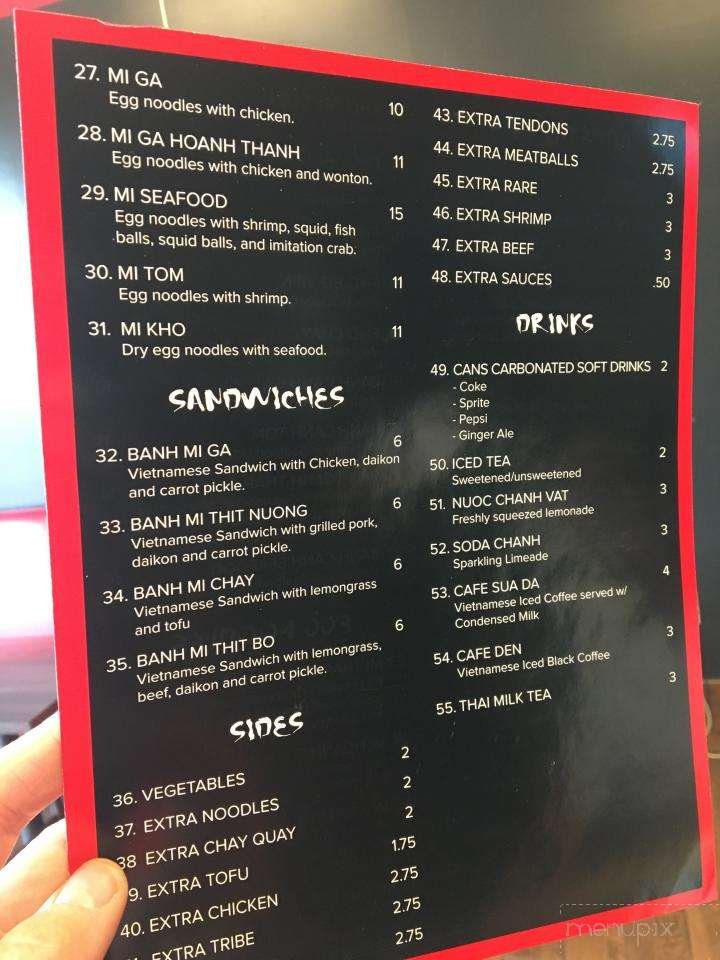 27. MI GA 10
Egg noodles with chicken.
28. MI GA HOANH THANH 11
Egg noodles with chicken and wonton.
29. MI SEAFOOD 15
Egg noodles with shrimp, squid, fish
balls, squid balls, and imitation crab.
30. MI TOM 11
Egg noodles with shrimp.
31. MI KHO 11
Dry egg noodles with seafood.
SANDWICHES
32. BANH MI GA 6
Vietnamese Sandwich with Chicken, daikon
and carrot pickle.
33. BANH MI THIT NUONG 6
Vietnamese Sandwich with grilled pork,
daikon and carrot pickle.
34. BANH MI CHAY 6
Vietnamese Sandwich with lemongrass
and tofu
35. BANH MI THIT BO 6
Vietnamese Sandwich with lemongrass,
beef, daikon and carrot pickle.
SIDES
36. VEGETABLES 2
37. EXTRA NOODLES 2
38 EXTRA CHAY QUAY 2
9. EXTRA TOFU 1.75
40. EXTRA CHICKEN 2.75
EXTRA TRIBE 2.75
2.75
43. EXTRA TENDONS 2.75
44. EXTRA MEATBALLS 2.75
45. EXTRA RARE 3
46. EXTRA SHRIMP 3
47. EXTRA BEEF 3
48. EXTRA SAUCES .50
DRINKS
49. CANS CARBONATED SOFT DRINKS 2
- Coke
- Sprite
- Pepsi
- Ginger Ale
50. ICED TEA 2
Sweetened/unsweetened
51. NUOC CHANH VAT 3
Freshly squeezed lemonade
52. SODA CHANH 3
Sparkling Limeade
53. CAFE SUA DA 4
Vietnamese Iced Coffee served w/
Condensed Milk
54. CAFE DEN 3
Vietnamese Iced Black Coffee
55. THAI MILK TEA 3
menupix